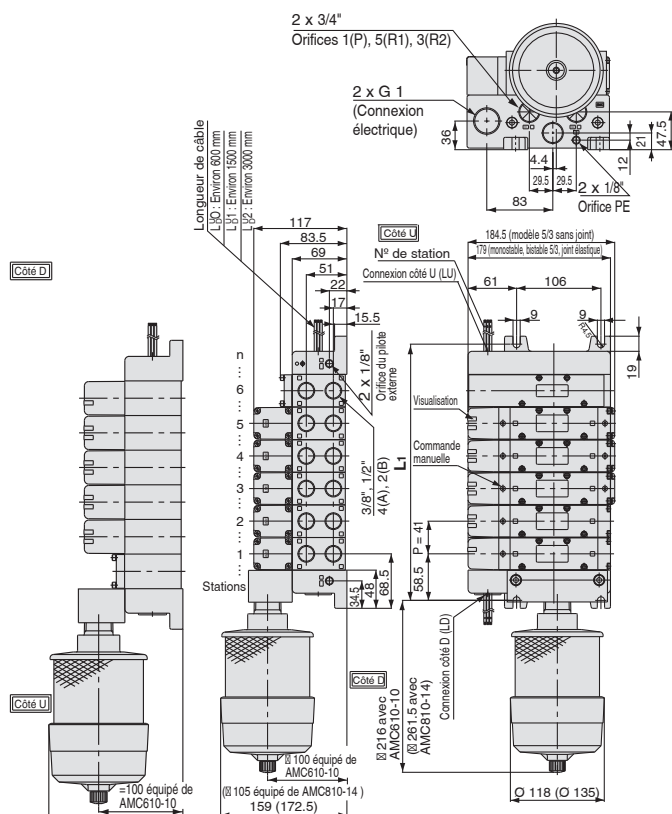 2 x 3/4"
Orifices 1(P), 5(R1), 3(R2)
2 x G 1
(Connexion
électrique)
36
4.4
29.5
29.5
83
12
21
47.5
2 x 1/8"
Orifice PE
Longueur de câble
0 : Environ 600 mm
1 : Environ 1500 mm
2 : Environ 3000 mm
Côté D
117
83.5
69
51
22
17
15.5
n
6
5
4
3
2
1
Stations
2 x 1/8"
Orifice du pilote
externe
3/8", 1/2"
4(A), 2(B)
34.5
48
68.5
Côté U
Nº de station
Connexion côté U (LU)
184.5 (modèle 5/3 sans joint)
179 (monostable, bistable 5/3, joint élastique)
61
106
9
9
R4.5
19
Visualisation
Commande
manuelle
L1
P = 41
58.5
Connexion côté D (LD)
Côté D
216 avec
AMC610-10
( 261.5 avec
AMC810-14)
Ø 118 (Ø 135)
Côté U
=100 équipé de
AMC610-10
100 équipé de
AMC610-10
( 105 équipé de AMC810-14 )
159 (172.5)